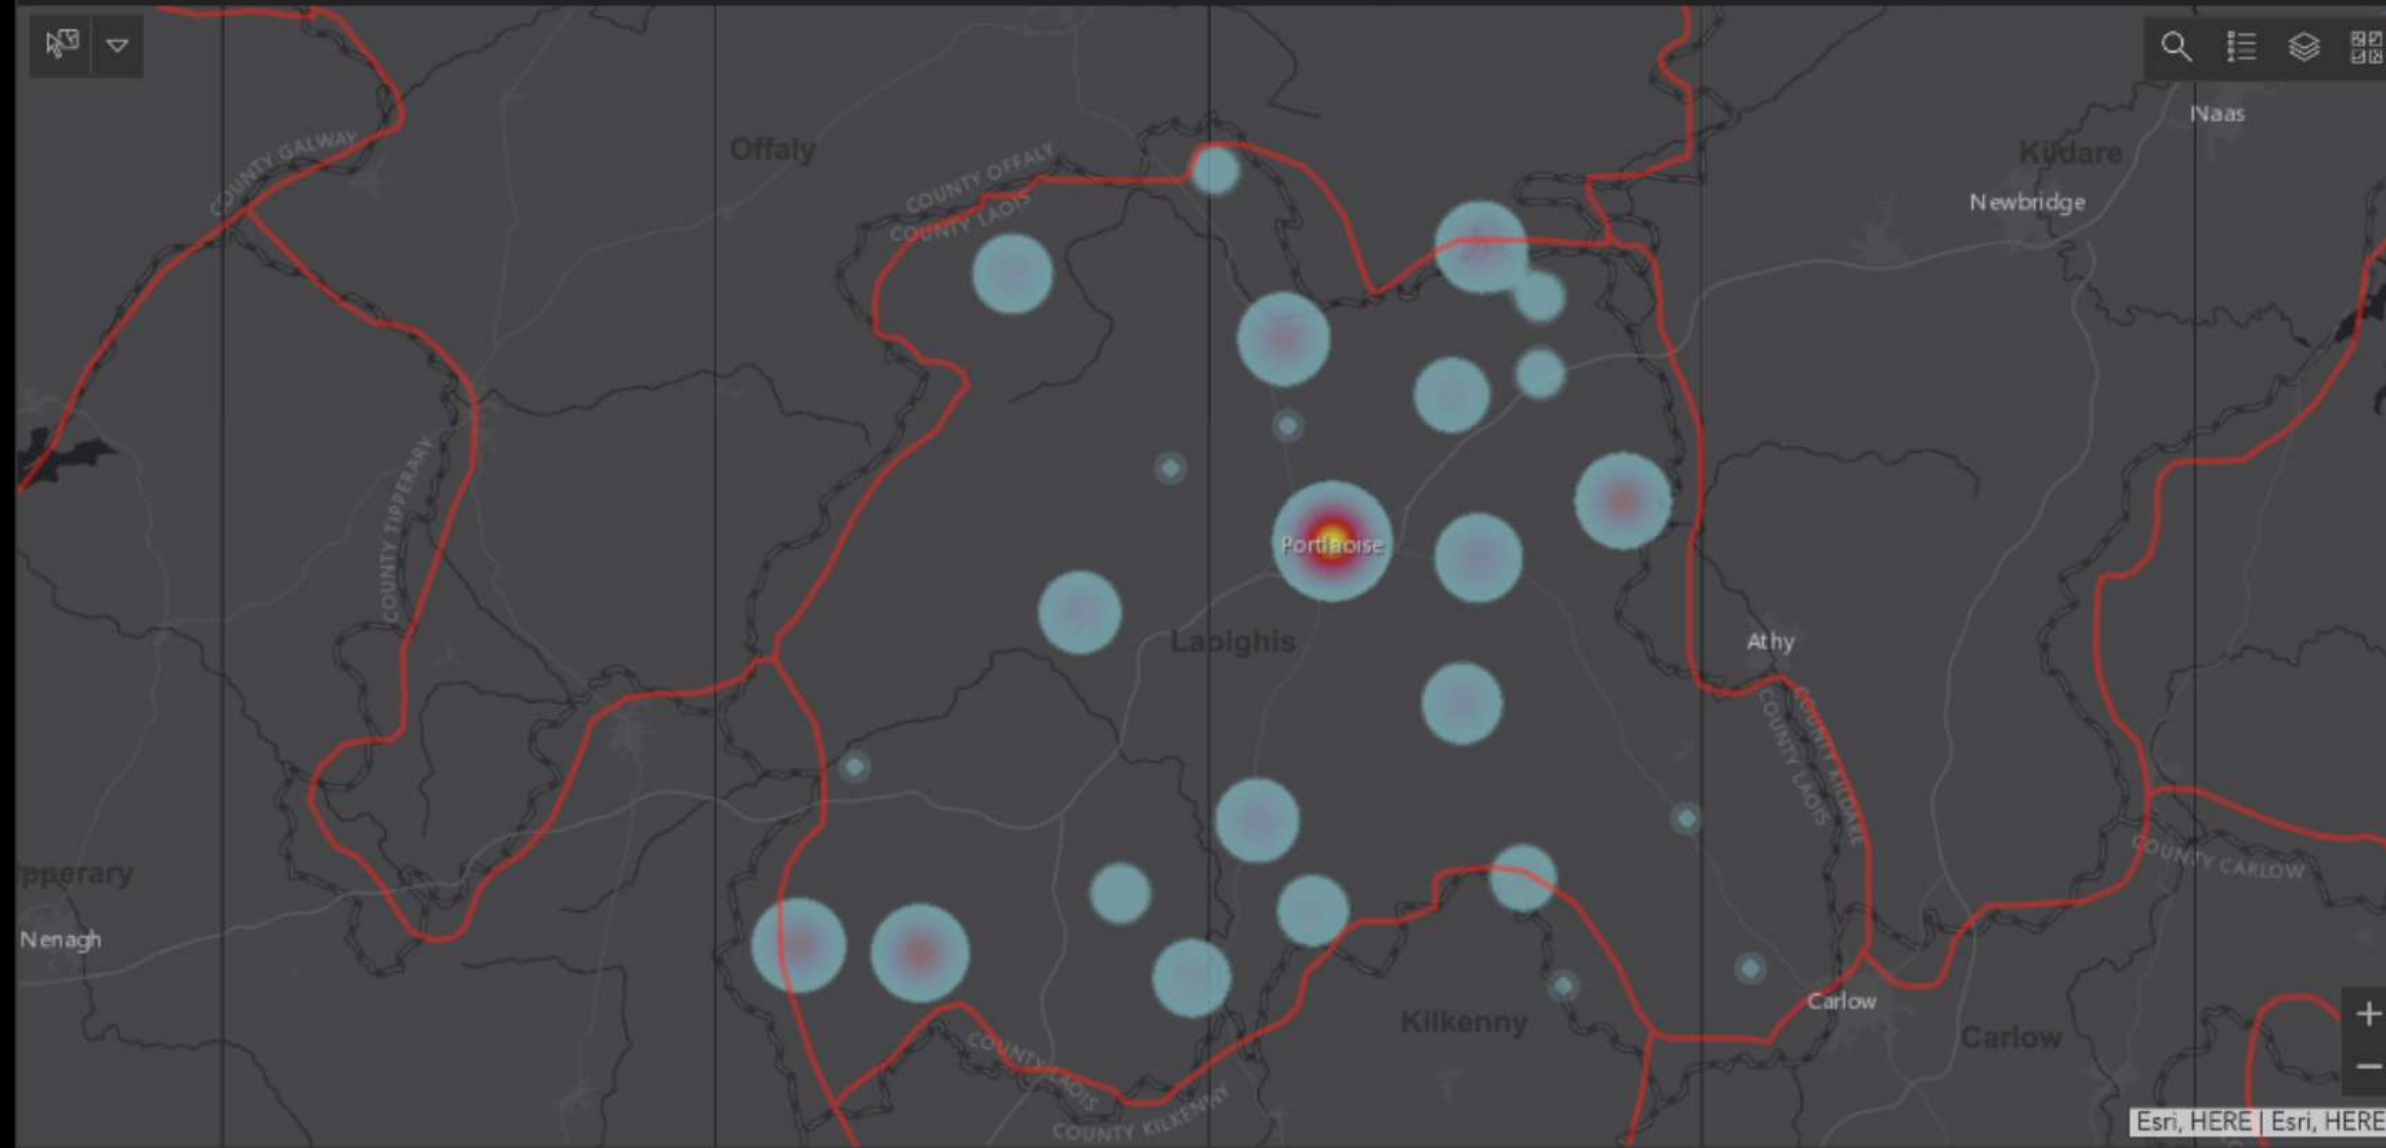 Naas
COUNTY GALWAY
Offaly
Kildare
COUNTY OFFALY
COUNTY LAOIS
Newbridge
COUNTY TIPPERARY
Portlaoise
Laoighis
Athy
COUNTY KILDARE
COUNTY LAOIS
pperary
COUNTY CARLOW
Nenagh
Carlow
Kilkenny
Carlow
COUNTY LAOIS
COUNTY KILKENNY
Esri, HERE | Esri, HERE